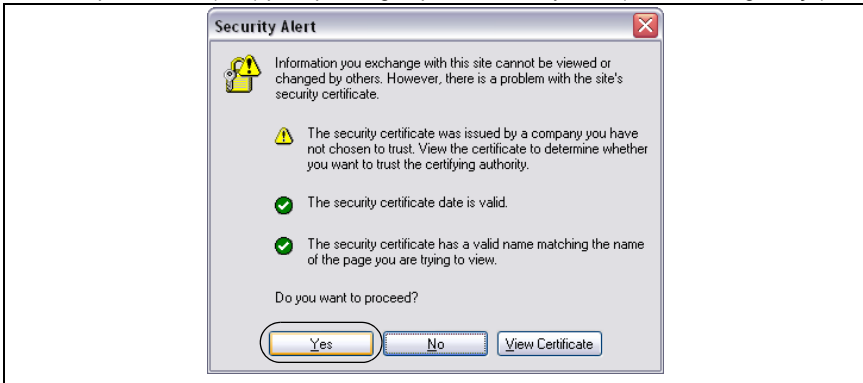 Security Alert
Information you exchange with this site cannot be viewed or
changed by others. However, there is a problem with the site's
security certificate.
The security certificate was issued by a company you have
not chosen to trust. View the certificate to determine whether
you want to trust the certifying authority.
The security certificate date is valid.
The security certificate has a valid name matching the name
of the page you are trying to view.
Do you want to proceed?
Yes No View Certificate